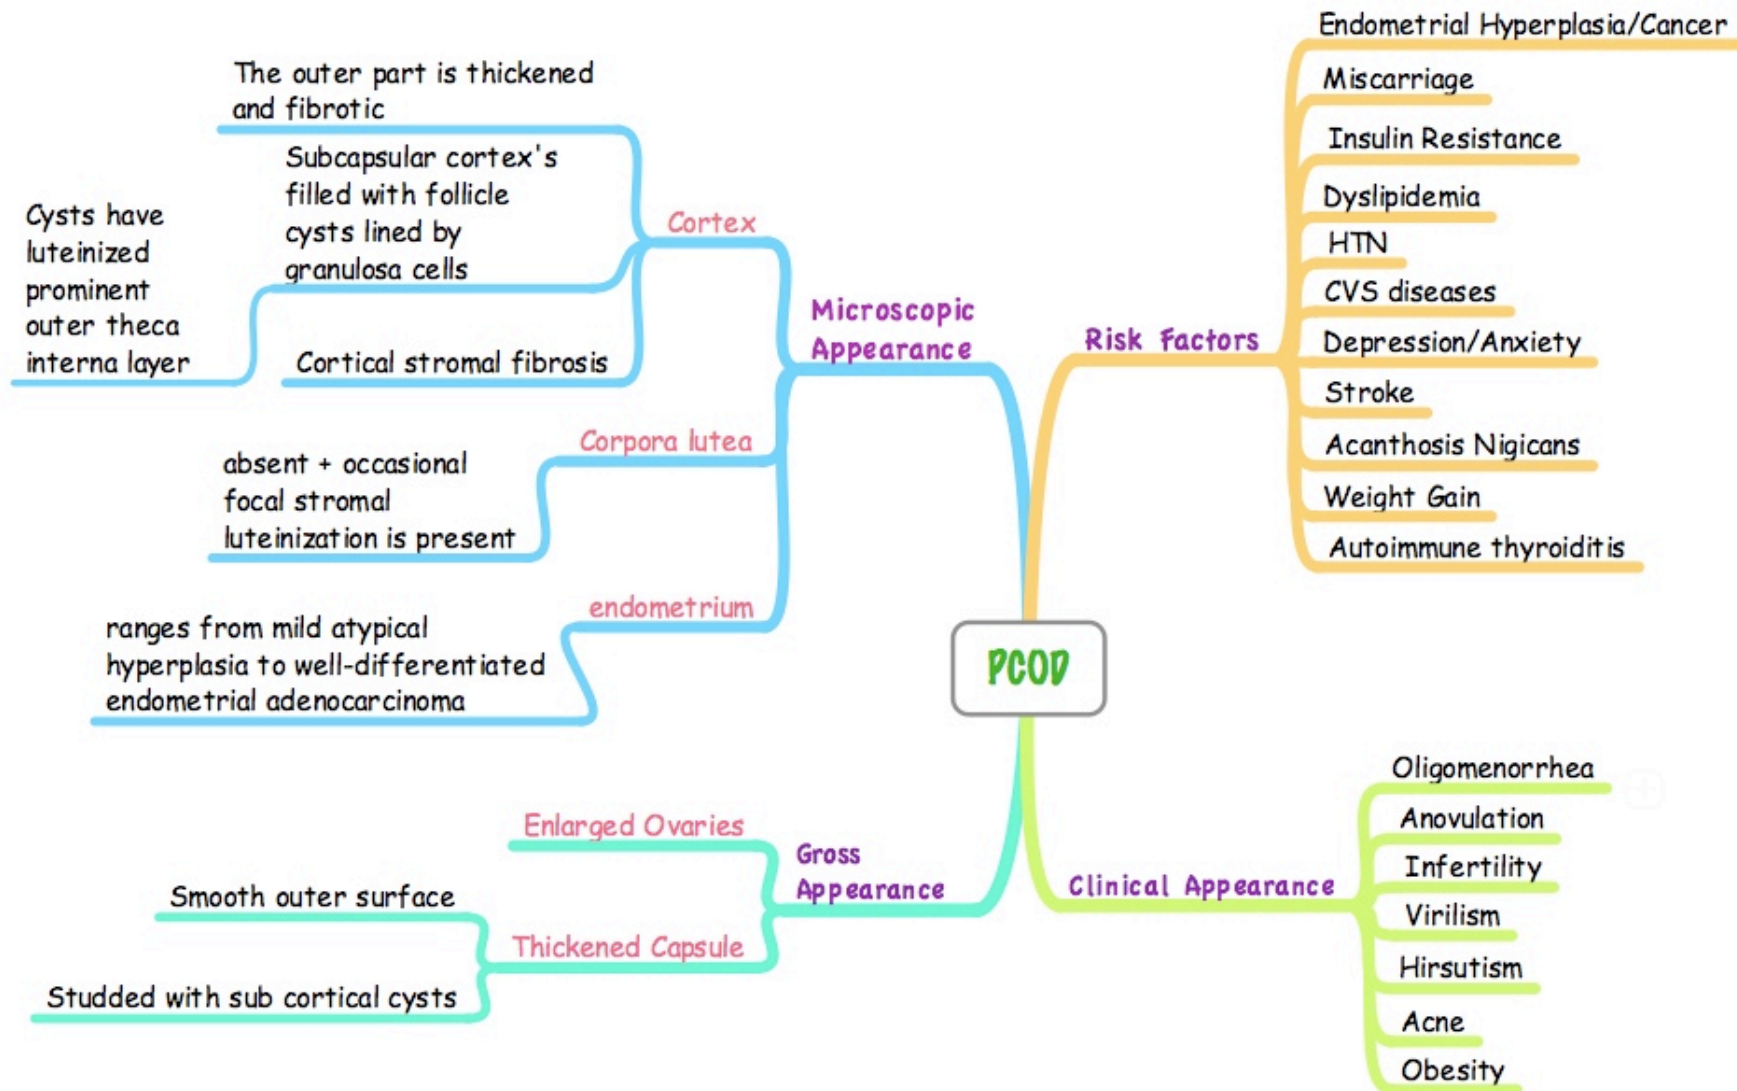 The outer part is thickened
and fibrotic
Subcapsular cortex's
filled with follicle
cysts lined by
granulosa cells
Cysts have
luteinized
prominent
outer theca
interna layer
Cortical stromal fibrosis
Cortex
Microscopic
Appearance
Corpora lutea
absent + occasional
focal stromal
luteinization is present
endometrium
ranges from mild atypical
hyperplasia to well-differentiated
endometrial adenocarcinoma
Enlarged Ovaries
Gross
Appearance
Smooth outer surface
Thickened Capsule
Studded with sub cortical cysts
PCOD
Risk Factors
Endometrial Hyperplasia/Cancer
Miscarriage
Insulin Resistance
Dyslipidemia
HTN
CVS diseases
Depression/Anxiety
Stroke
Acanthosis Nigicans
Weight Gain
Autoimmune thyroiditis
Clinical Appearance
Oligomenorrhea
Anovulation
Infertility
Virilism
Hirsutism
Acne
Obesity